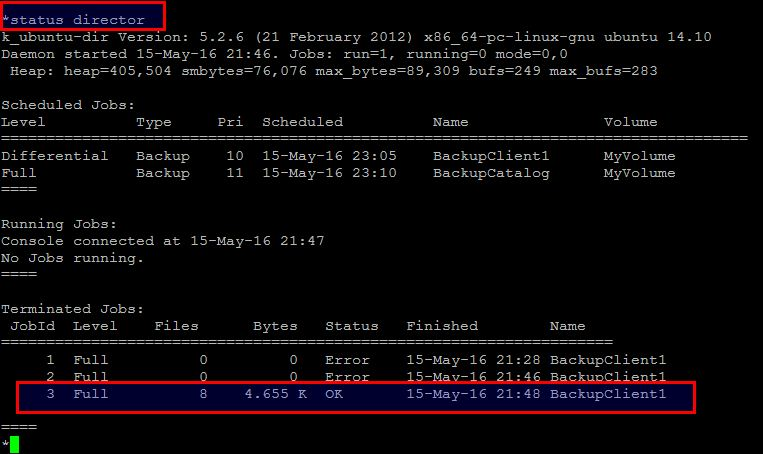 *status director
k_ubuntu-dir Version: 5.2.6 (21 February 2012) x86_64-pc-linux-gnu ubuntu 14.10
Daemon started 15-May-16 21:46. Jobs: run=1, running=0 mode=0,0
 Heap: heap=405,504 smbytes=76,076 max_bytes=89,309 bufs=249 max_bufs=283
Scheduled Jobs:
Level          Type     Pri  Scheduled          Name               Volume
===================================================================================
Differential   Backup    10  15-May-16 23:05    BackupClient1      MyVolume
Full           Backup    11  15-May-16 23:10    BackupCatalog      MyVolume
====
Running Jobs:
Console connected at 15-May-16 21:47
No Jobs running.
====
Terminated Jobs:
 JobId  Level    Files      Bytes   Status   Finished        Name
====================================================================
     1  Full          0         0   Error    15-May-16 21:28 BackupClient1
     2  Full          0         0   Error    15-May-16 21:46 BackupClient1
     3  Full          8    4.655 K  OK       15-May-16 21:48 BackupClient1
====
*